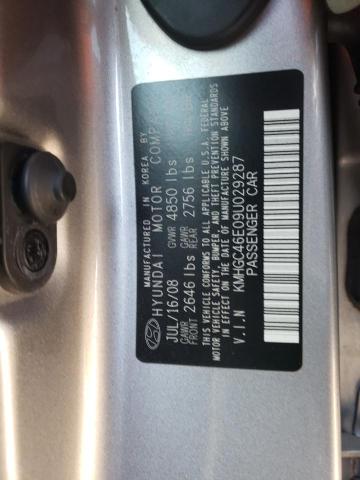 MANUFACTURED IN KOREA BY
HYUNDAI MOTOR COMPANY
JUL/16/08 GVWR 4850 lbs
GAWR FRONT 2646 lbs GAWR REAR 2756 lbs
THIS VEHICLE CONFORMS TO ALL APPLICABLE U.S.A. FEDERAL
MOTOR VEHICLE SAFETY, BUMPER, AND THEFT PREVENTION STANDARDS
IN EFFECT ON THE DATE OF MANUFACTURE SHOWN ABOVE
V.I.N KMHGC46E09U029287
PASSENGER CAR